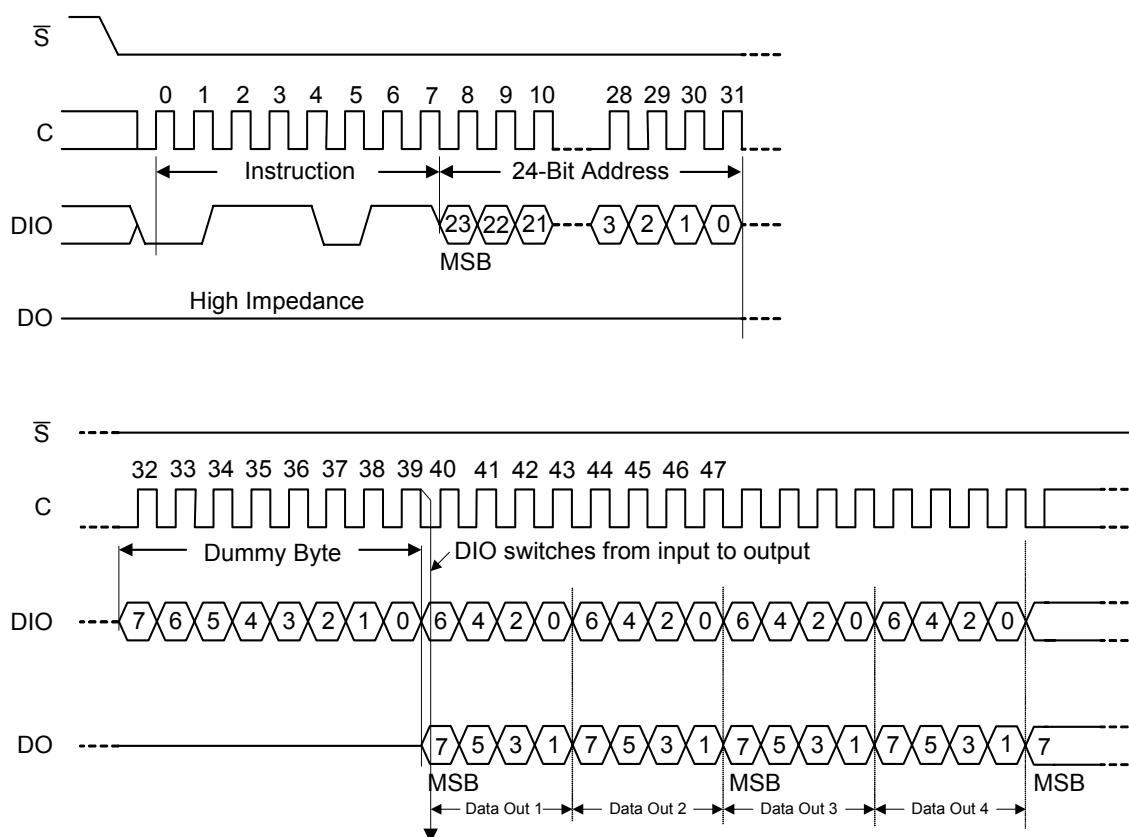 S̅
0 1 2 3 4 5 6 7 8 9 10 28 29 30 31
C
Instruction 24-Bit Address
DIO 23 22 21 3 2 1 0
MSB
High Impedance
DO
S̅
32 33 34 35 36 37 38 39 40 41 42 43 44 45 46 47
C
Dummy Byte DIO switches from input to output
DIO 7 6 5 4 3 2 1 0 6 4 2 0 6 4 2 0 6 4 2 0 6 4 2 0
DO 7 5 3 1 7 5 3 1 7 5 3 1 7 5 3 1 7
MSB MSB MSB
Data Out 1 Data Out 2 Data Out 3 Data Out 4